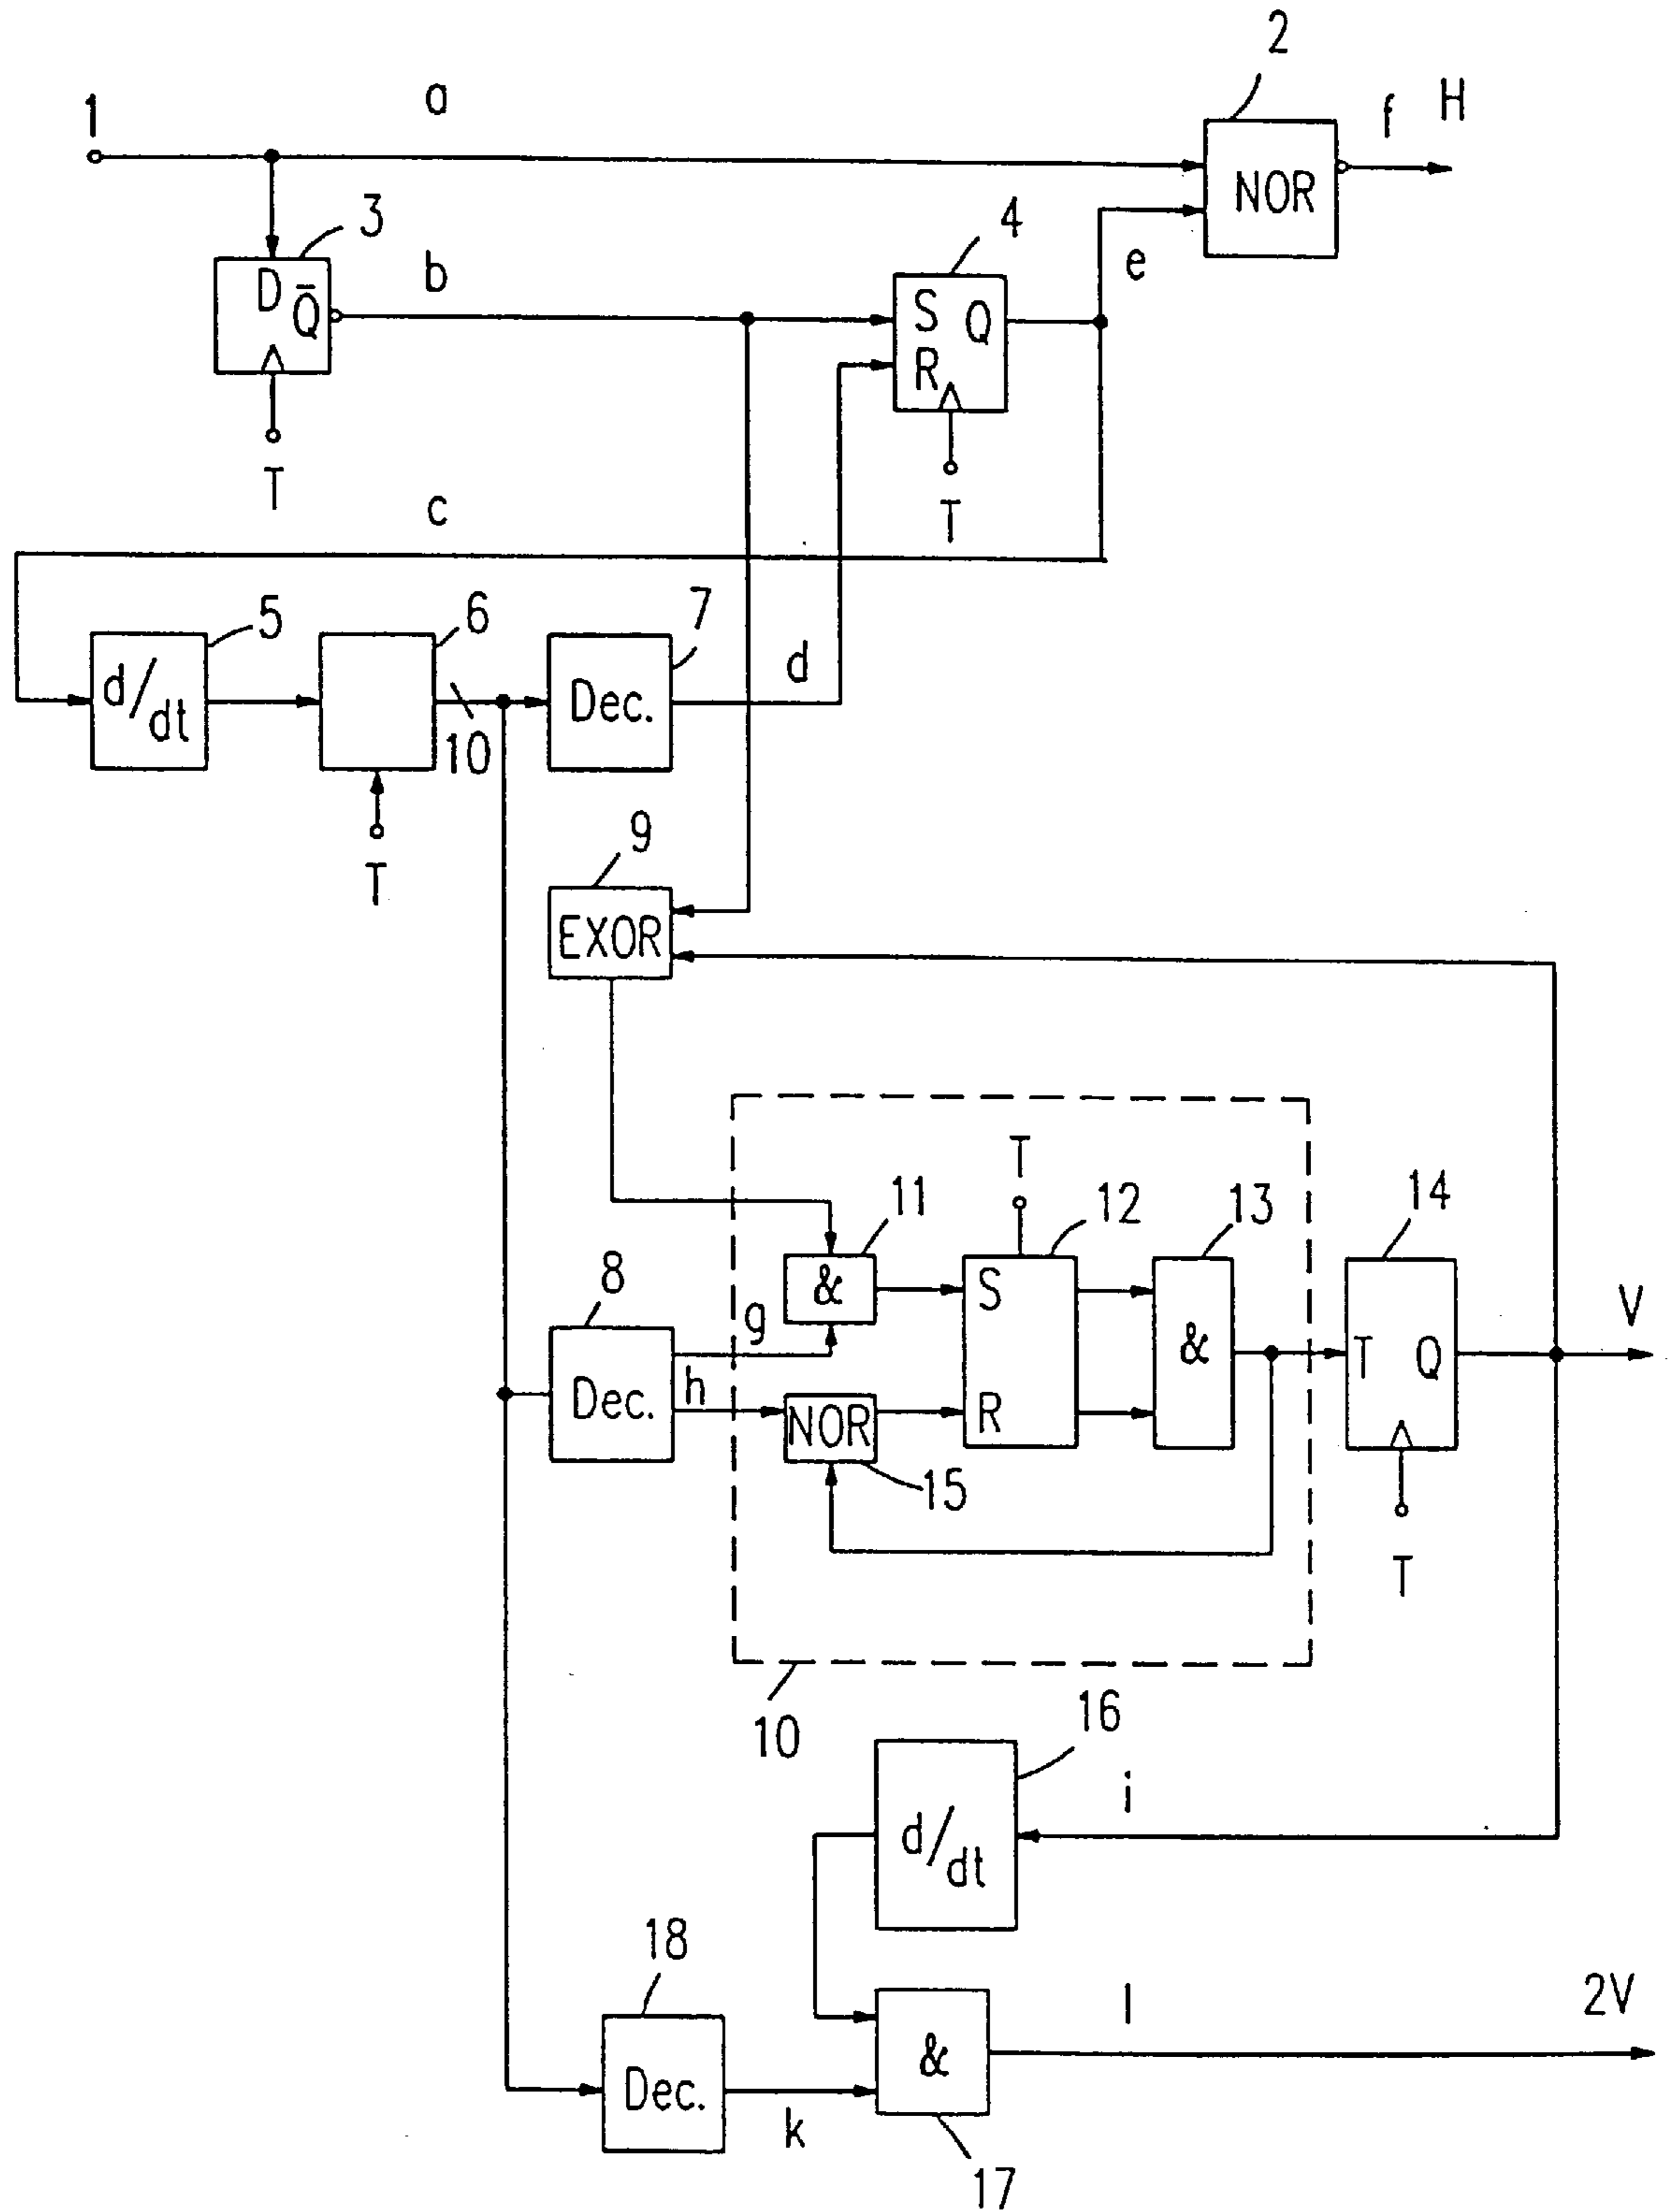 2
1
a
f
H
NOR
3
D
Q̅
T
b
4
S
Q
R
T
e
c
5
d/dt
6
10
T
7
Dec.
d
9
EXOR
T
11
&
12
S
R
13
&
14
T
Q
T
V
8
Dec.
g
h
NOR
15
10
16
d/dt
i
18
Dec.
k
&
17
l
2V